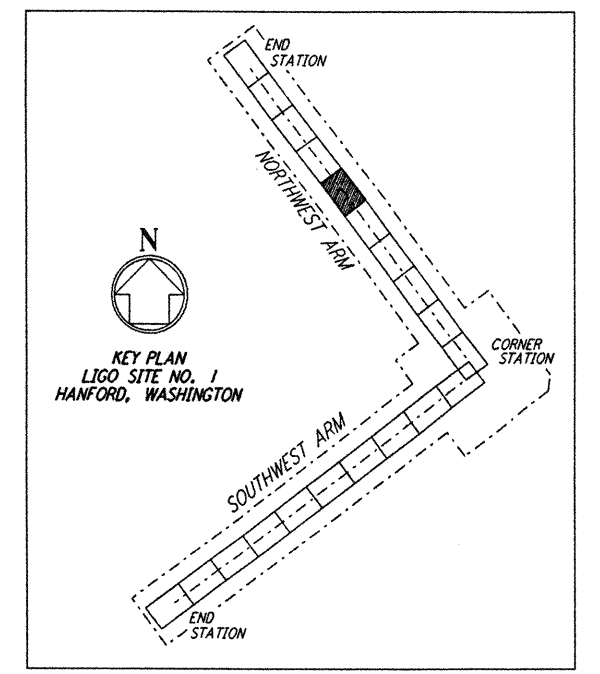 END
STATION
NORTHWEST ARM
N
KEY PLAN
LIGO SITE NO. 1
HANFORD, WASHINGTON
CORNER
STATION
SOUTHWEST ARM
END
STATION